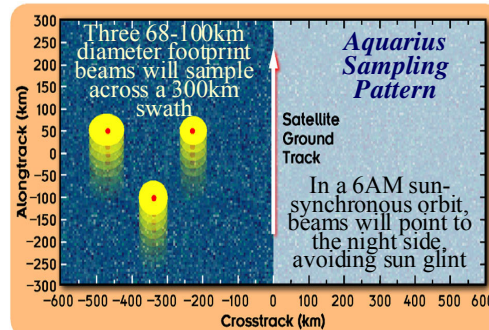 Three 68-100km
diameter footprint
beams will sample
across a 300km
swath
Aquarius
Sampling
Pattern
Satellite
Ground
Track
In a 6AM sun-
synchronous orbit,
beams will point to
the night side,
avoiding sun glint
Alongtrack (km)
300
250
200
150
100
50
0
-50
-100
-150
-200
-250
-300
-600 -500 -400 -300 -200 -100 0 100 200 300 400 500 600
Crosstrack (km)